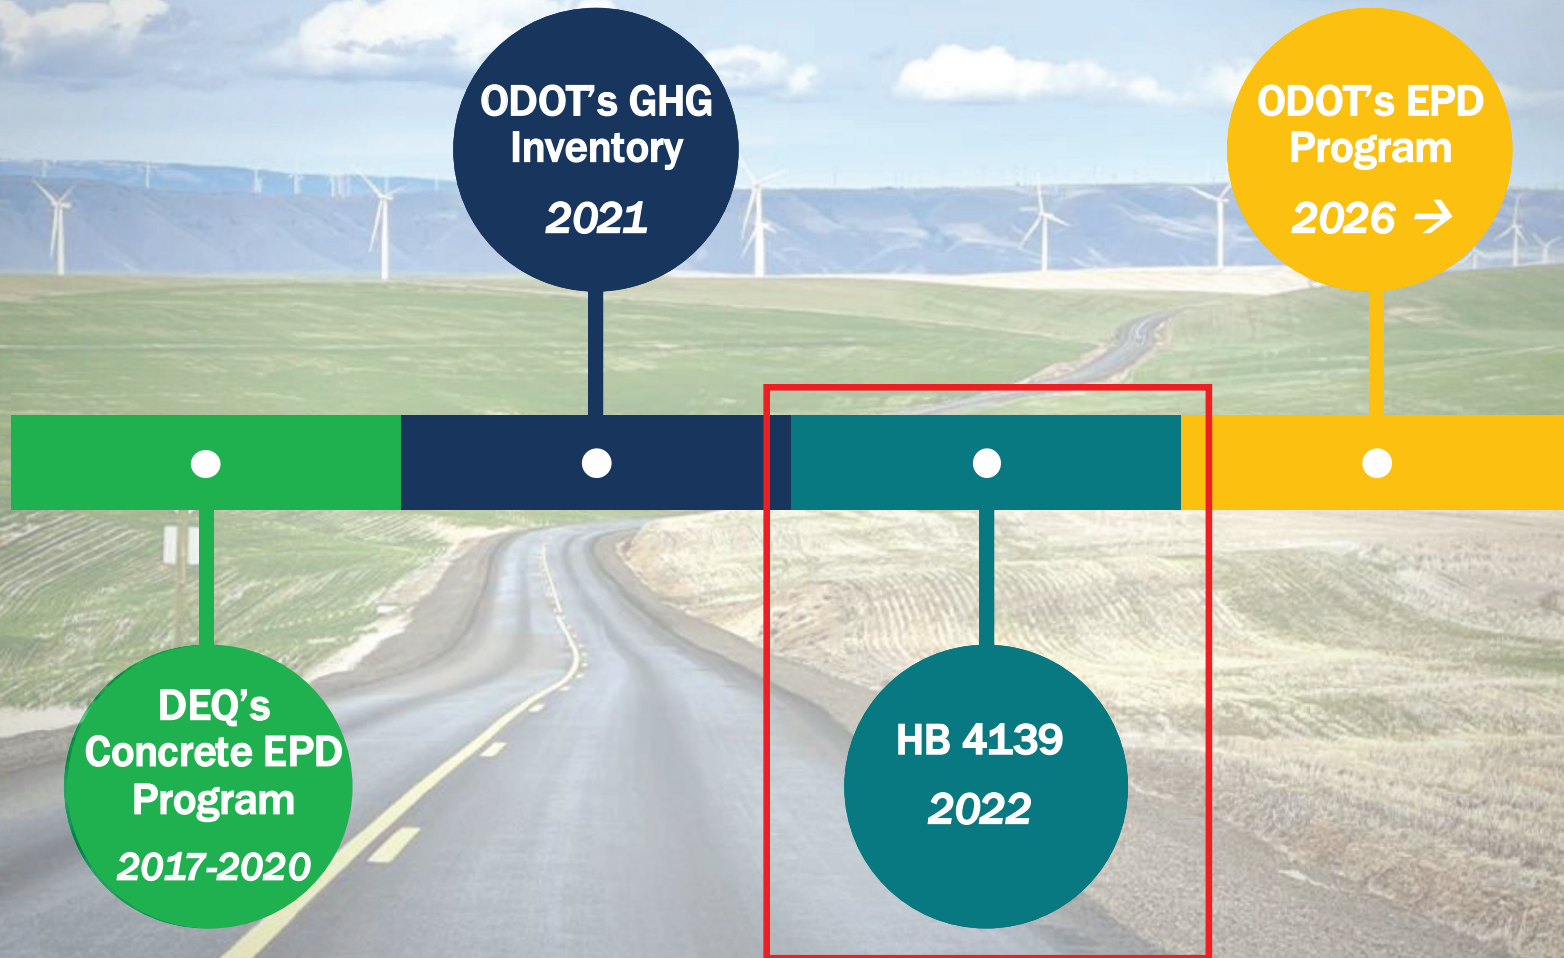 DEQ’s
Concrete EPD
Program
2017-2020
ODOT’s GHG
Inventory
2021
HB 4139
2022
ODOT’s EPD
Program
2026 →